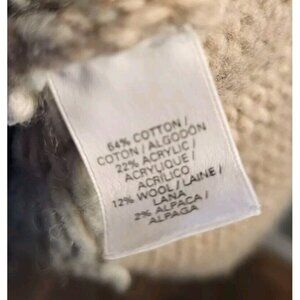 64% COTTON /
COTON / ALGODÓN
22% ACRYLIC /
ACRYLIQUE /
ACRÍLICO
12% WOOL / LAINE /
LANA
2% ALPACA /
ALPAGA